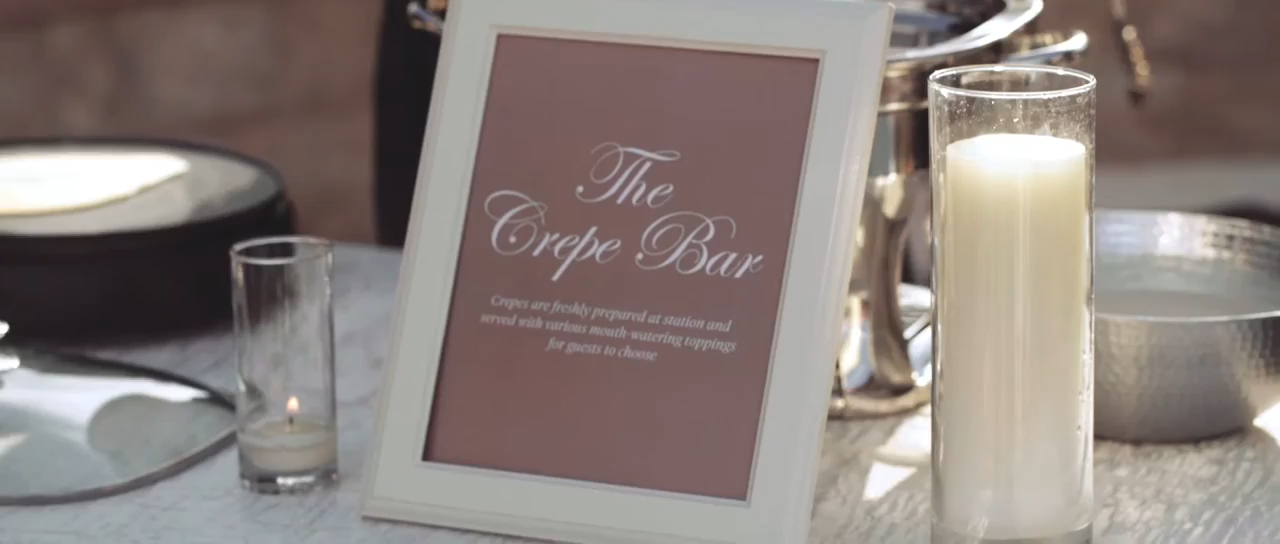 The
Crepe Bar
Crepes are freshly prepared at station and
served with various mouth-watering toppings
for guests to choose